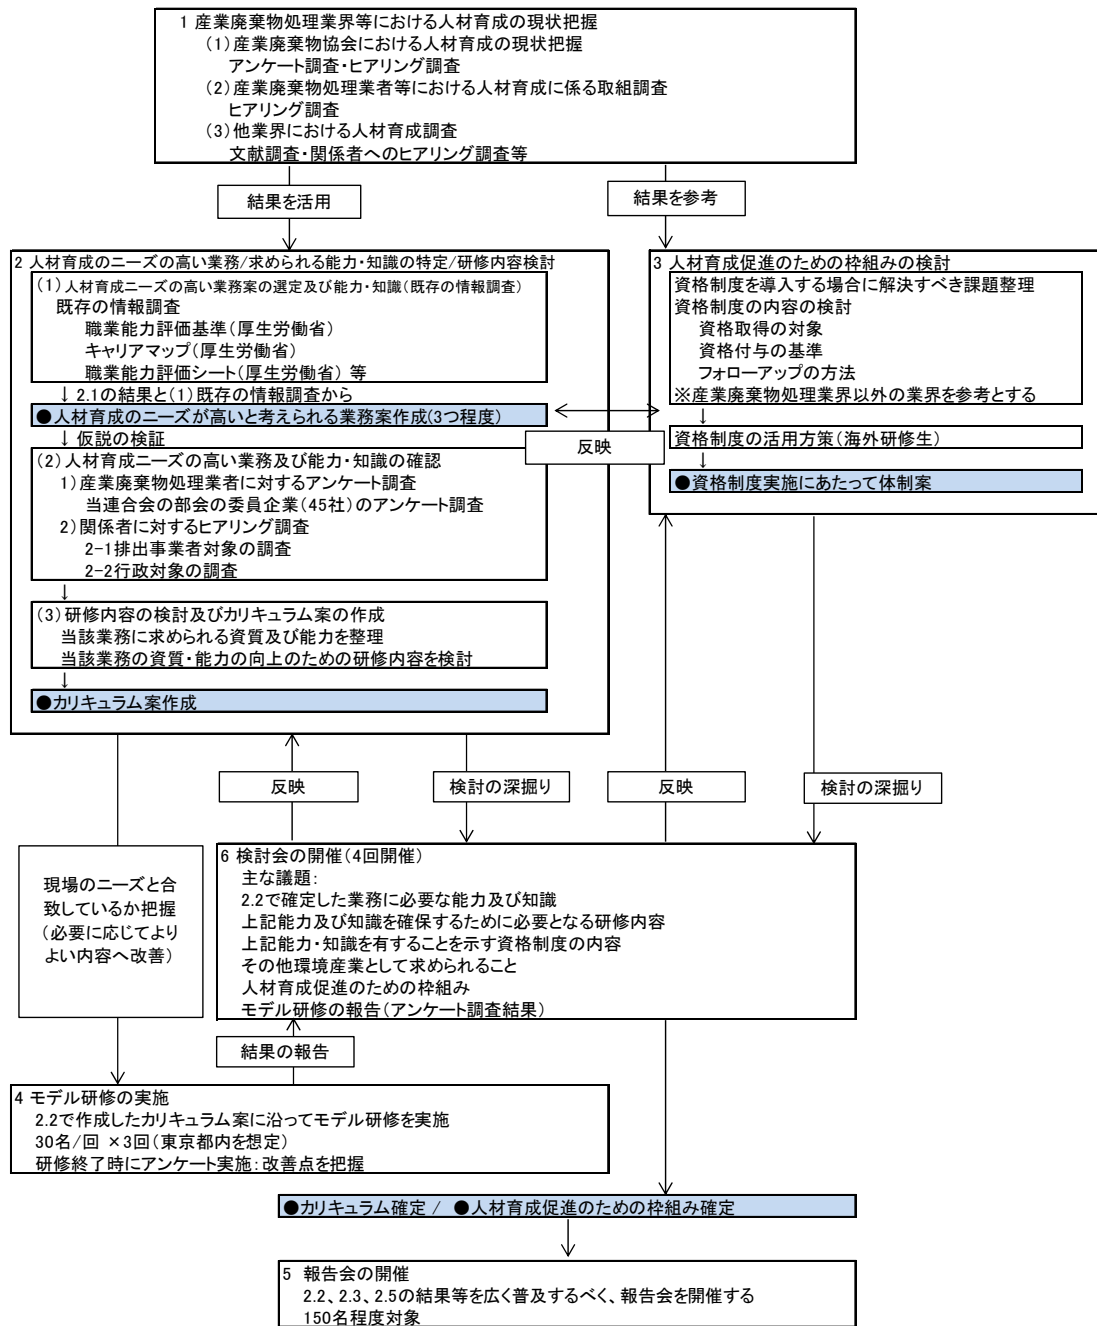 1 産業廃棄物処理業界等における人材育成の現状把握
(1)産業廃棄物協会における人材育成の現状把握
アンケート調査・ヒアリング調査
(2)産業廃棄物処理業者等における人材育成に係る取組調査
ヒアリング調査
(3)他業界における人材育成調査
文献調査・関係者へのヒアリング調査等
結果を活用
結果を参考
2 人材育成のニーズの高い業務/求められる能力・知識の特定/研修内容検討
(1)人材育成ニーズの高い業務案の選定及び能力・知識(既存の情報調査)
既存の情報調査
職業能力評価基準(厚生労働省)
キャリアマップ(厚生労働省)
職業能力評価シート(厚生労働省) 等
↓ 2.1の結果と(1)既存の情報調査から
●人材育成のニーズが高いと考えられる業務案作成(3つ程度)
↓ 仮説の検証
(2)人材育成ニーズの高い業務及び能力・知識の確認
1)産業廃棄物処理業者に対するアンケート調査
当連合会の部会の委員企業(45社)のアンケート調査
2)関係者に対するヒアリング調査
2-1排出事業者対象の調査
2-2行政対象の調査
↓
(3)研修内容の検討及びカリキュラム案の作成
当該業務に求められる資質及び能力を整理
当該業務の資質・能力の向上のための研修内容を検討
↓
●カリキュラム案作成
反映
3 人材育成促進のための枠組みの検討
資格制度を導入する場合に解決すべき課題整理
資格制度の内容の検討
資格取得の対象
資格付与の基準
フォローアップの方法
※産業廃棄物処理業界以外の業界を参考とする
↓
資格制度の活用方策(海外研修生)
↓
●資格制度実施にあたって体制案
反映
検討の深掘り
反映
検討の深掘り
現場のニーズと合
致しているか把握
(必要に応じてより
よい内容へ改善)
6 検討会の開催(4回開催)
主な議題:
2.2で確定した業務に必要な能力及び知識
上記能力及び知識を確保するために必要となる研修内容
上記能力・知識を有することを示す資格制度の内容
その他環境産業として求められること
人材育成促進のための枠組み
モデル研修の報告(アンケート調査結果)
結果の報告
4 モデル研修の実施
2.2で作成したカリキュラム案に沿ってモデル研修を実施
30名/回 ×3回(東京都内を想定)
研修終了時にアンケート実施:改善点を把握
●カリキュラム確定 / ●人材育成促進のための枠組み確定
5 報告会の開催
2.2、2.3、2.5の結果等を広く普及するべく、報告会を開催する
150名程度対象